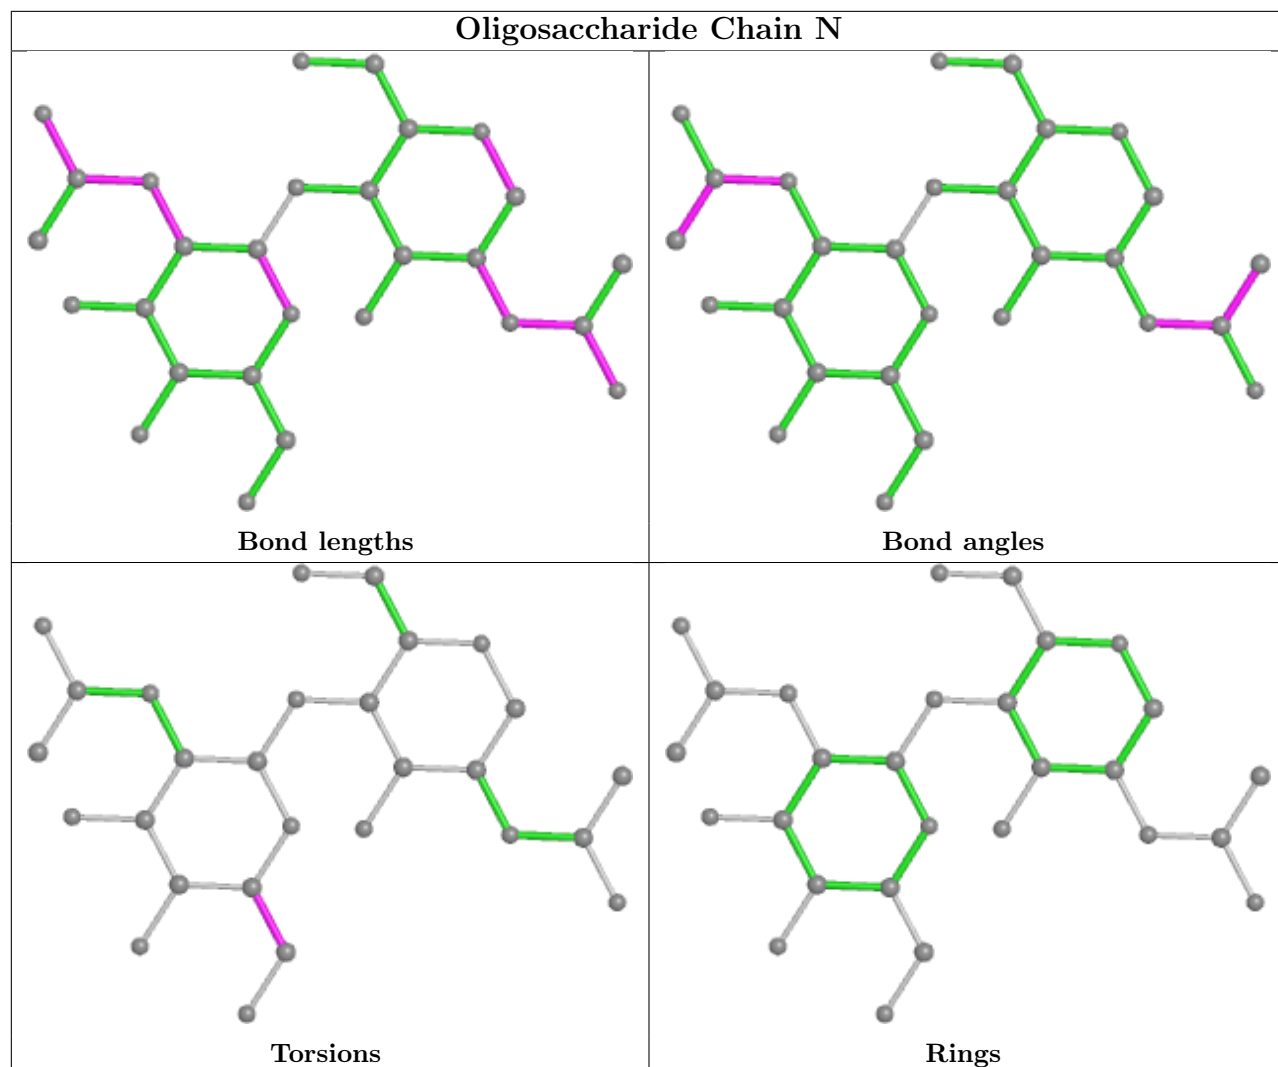 Oligosaccharide Chain N
Bond lengths
Bond angles
Torsions
Rings